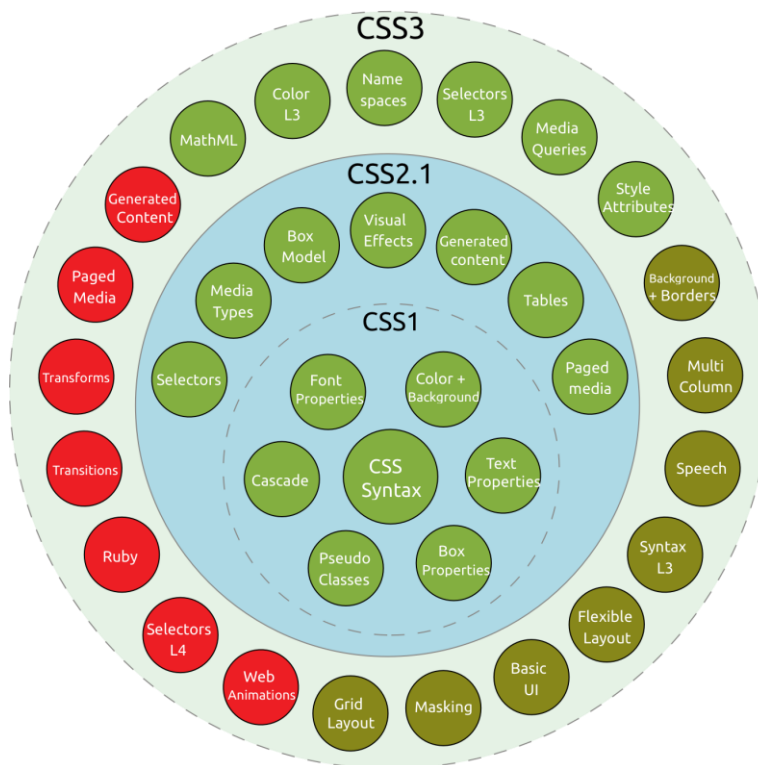 CSS3
Name
spaces
Color
L3
Selectors
L3
MathML
Media
Queries
Generated
Content
Style
Attributes
Paged
Media
Background
+ Borders
Transforms
Multi
Column
Transitions
Speech
Ruby
Syntax
L3
Selectors
L4
Flexible
Layout
Web
Animations
Basic
UI
Grid
Layout
Masking
CSS2.1
Visual
Effects
Box
Model
Generated
content
Media
Types
Tables
Selectors
Paged
media
CSS1
Font
Properties
Color +
Background
Cascade
CSS
Syntax
Text
Properties
Pseudo
Classes
Box
Properties